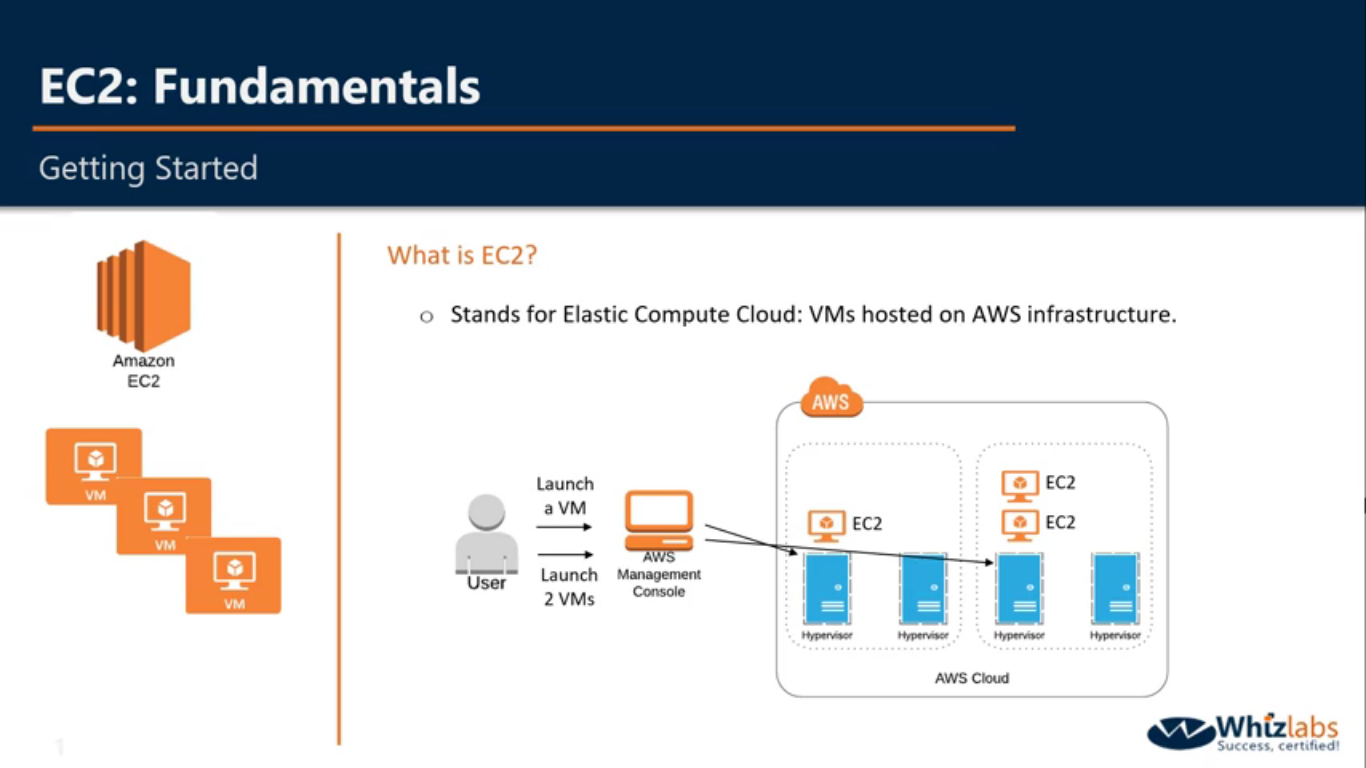 EC2: Fundamentals
Getting Started
Amazon
EC2
VM
VM
VM
What is EC2?
o Stands for Elastic Compute Cloud: VMs hosted on AWS infrastructure.
User
Launch
a VM
Launch
2 VMs
AWS
Management
Console
AWS
EC2
EC2
EC2
Hypervisor
Hypervisor
Hypervisor
Hypervisor
AWS Cloud
1
Whizlabs
Success, certified!